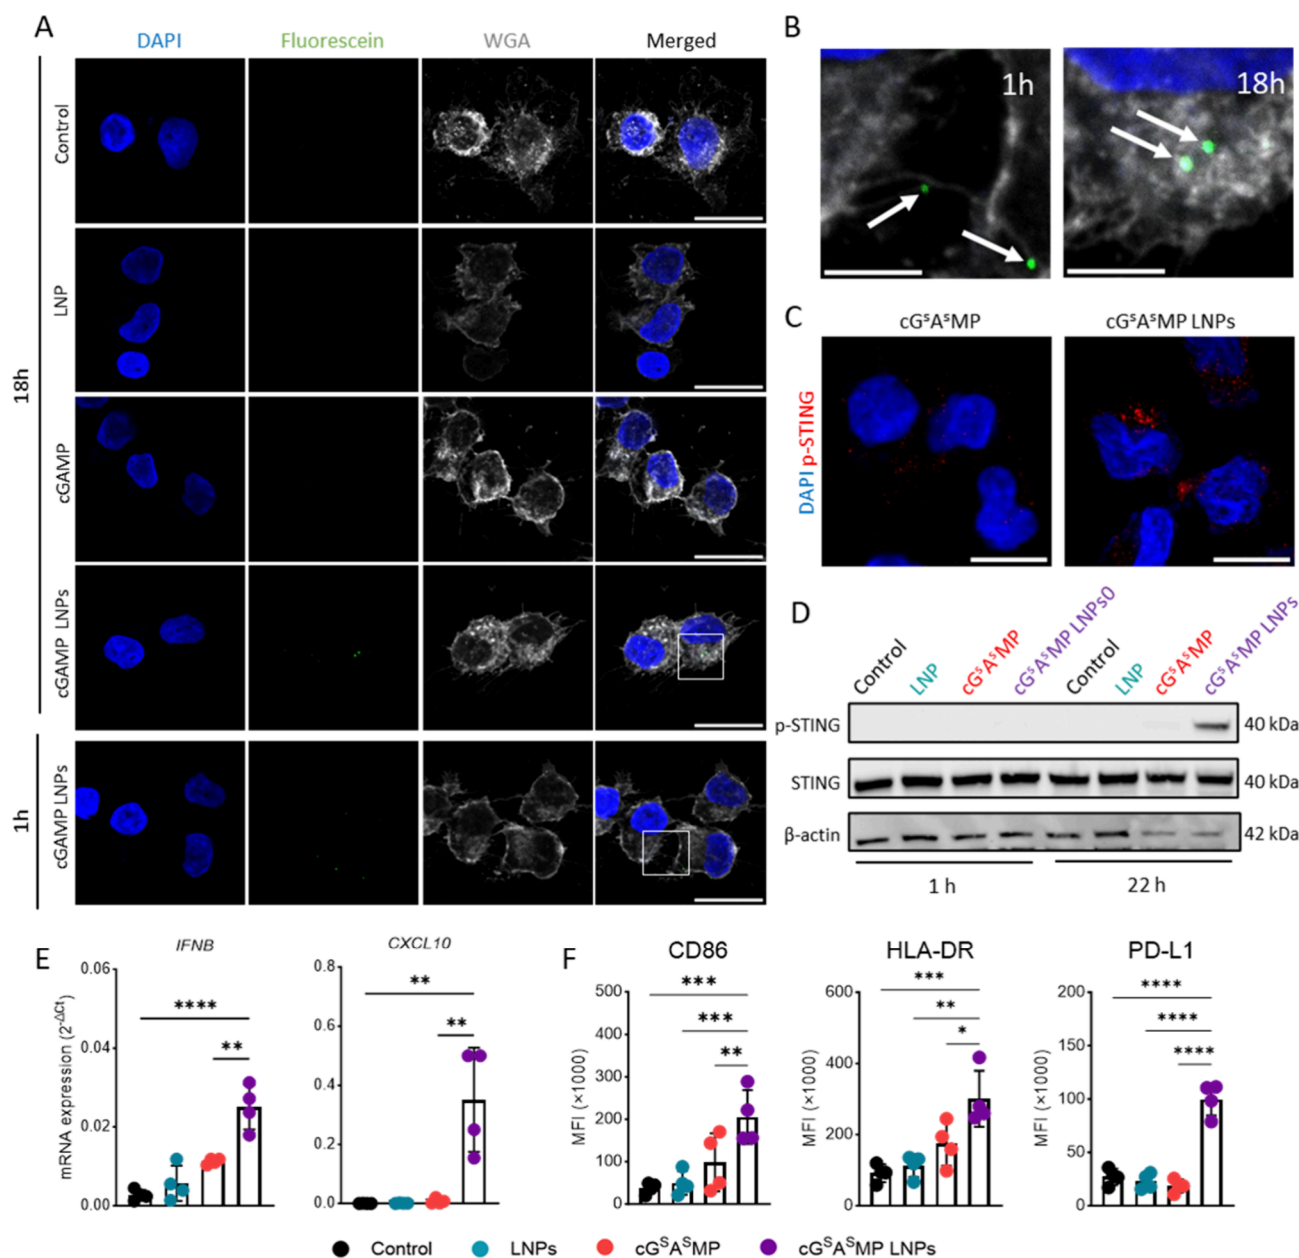 A
DAPI
Fluorescein
WGA
Merged
18h
Control
LNP
cGAMP
cGAMP LNPs
1h
cGAMP LNPs
B
1h
18h
C
cGˢAˢMP
cGˢAˢMP LNPs
DAPI p-STING
D
Control
LNP
cGˢAˢMP
cGˢAˢMP LNPs0
Control
LNP
cGˢAˢMP
cGˢAˢMP LNPs
p-STING
40 kDa
STING
40 kDa
β-actin
42 kDa
1 h
22 h
E
IFNB
mRNA expression (2^-ΔCt)
0.06
0.04
0.02
0.00
****
**
CXCL10
0.8
0.6
0.4
0.2
0.0
**
**
F
CD86
MFI (×1000)
500
400
300
200
100
0
***
***
**
HLA-DR
MFI (×1000)
600
400
200
0
***
**
*
PD-L1
MFI (×1000)
200
150
100
50
0
****
****
****
Control
LNPs
cGˢAˢMP
cGˢAˢMP LNPs